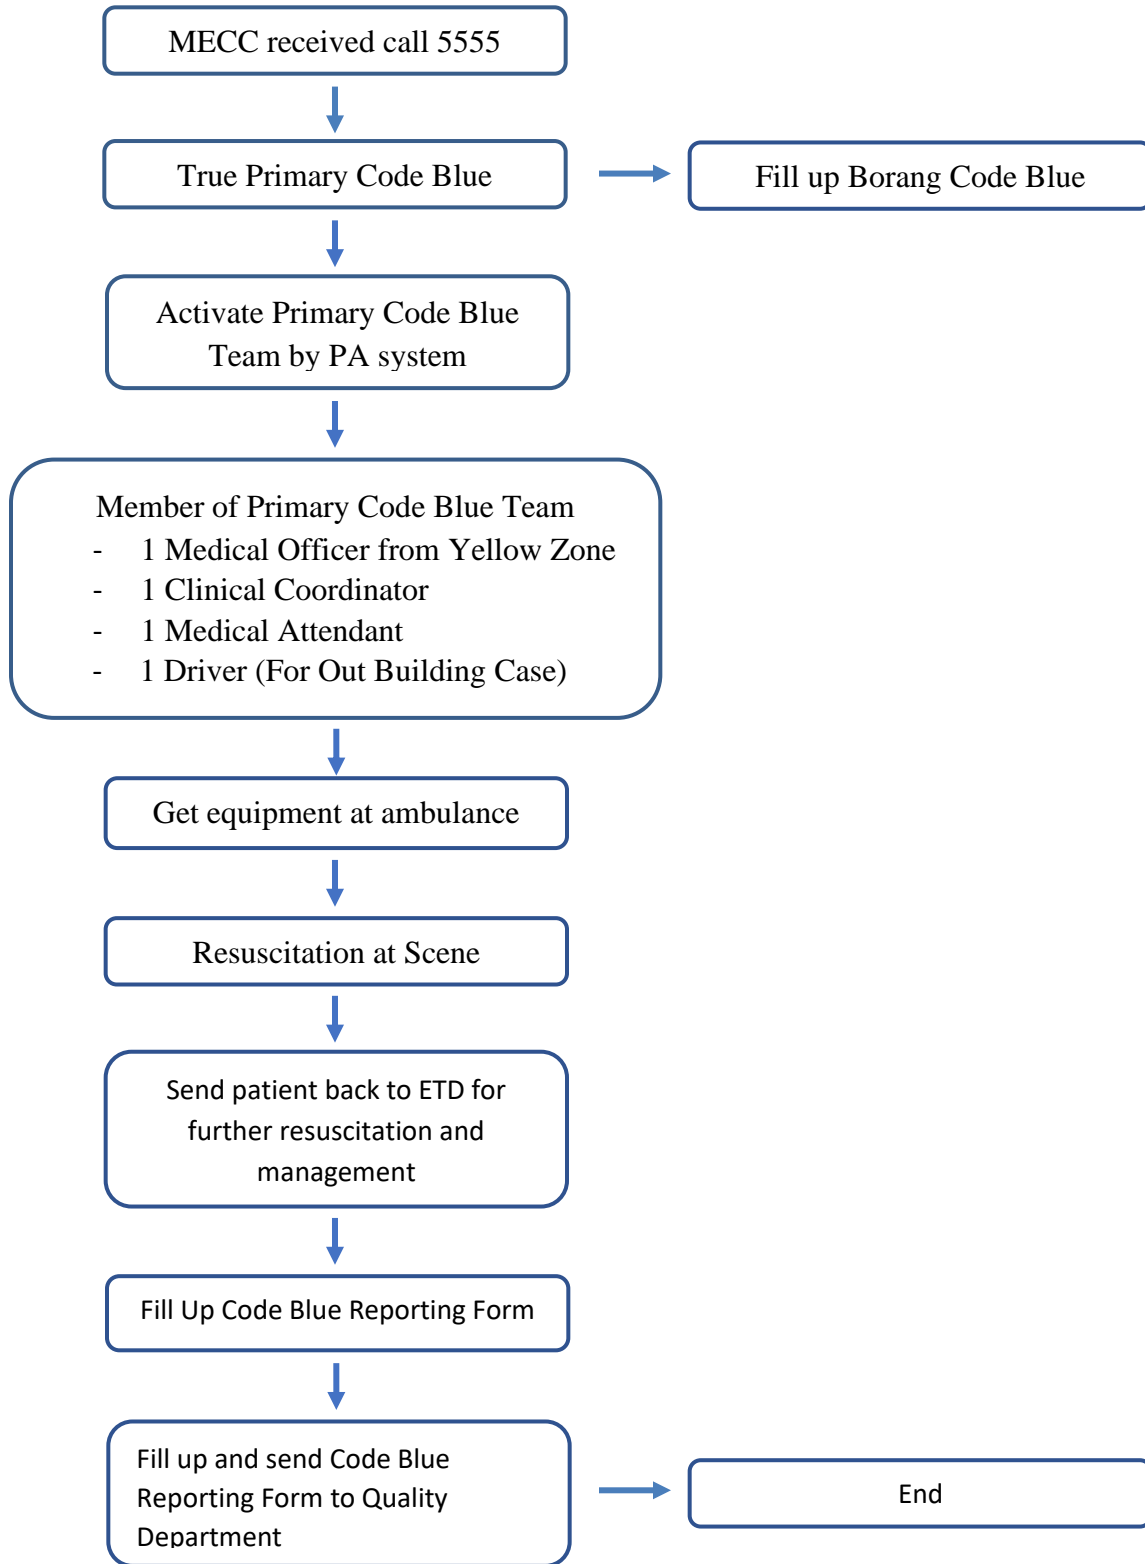 MECC received call 5555
True Primary Code Blue
Fill up Borang Code Blue
Activate Primary Code Blue
Team by PA system
Member of Primary Code Blue Team
- 1 Medical Officer from Yellow Zone
- 1 Clinical Coordinator
- 1 Medical Attendant
- 1 Driver (For Out Building Case)
Get equipment at ambulance
Resuscitation at Scene
Send patient back to ETD for
further resuscitation and
management
Fill Up Code Blue Reporting Form
Fill up and send Code Blue
Reporting Form to Quality
Department
End